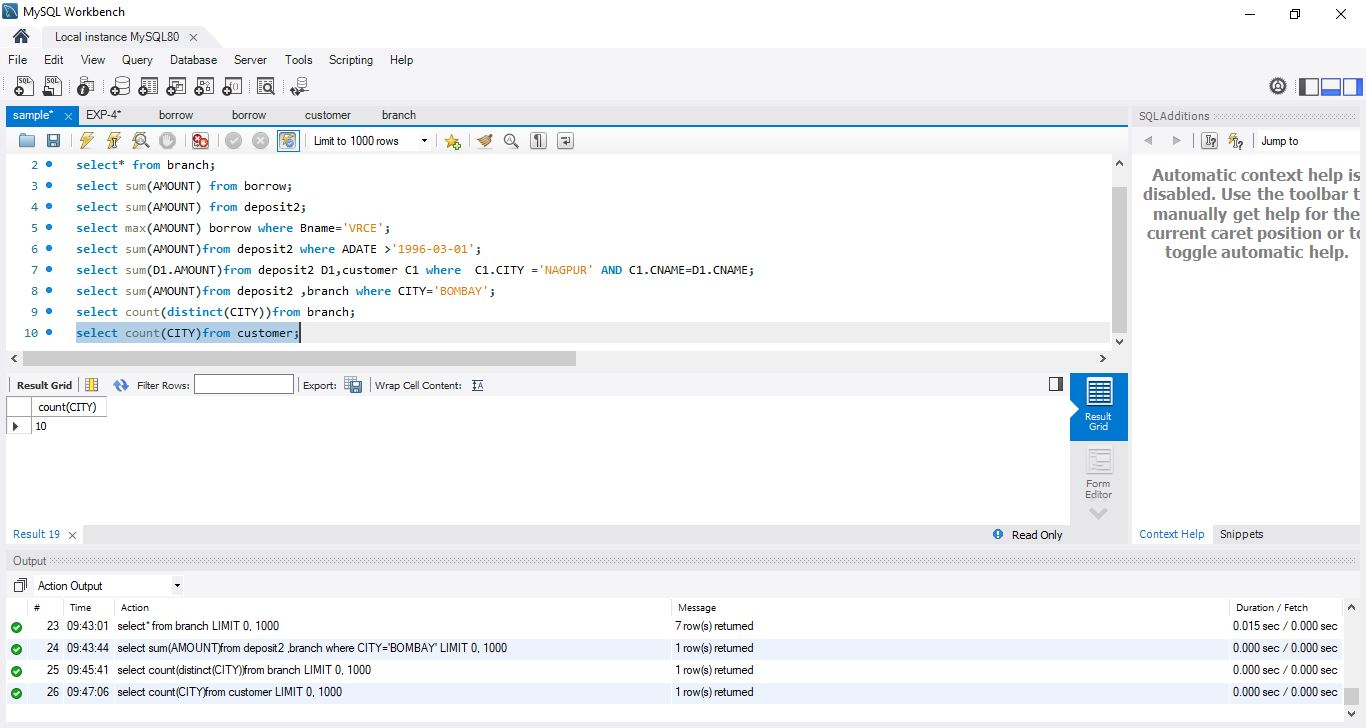 MySQL Workbench
Local instance MySQL80
File Edit View Query Database Server Tools Scripting Help
sample* EXP-4* borrow borrow customer branch
Limit to 1000 rows
2 select* from branch;
3 select sum(AMOUNT) from borrow;
4 select sum(AMOUNT) from deposit2;
5 select max(AMOUNT) borrow where Bname='VRCE';
6 select sum(AMOUNT)from deposit2 where ADATE >'1996-03-01';
7 select sum(D1.AMOUNT)from deposit2 D1,customer C1 where  C1.CITY ='NAGPUR' AND C1.CNAME=D1.CNAME;
8 select sum(AMOUNT)from deposit2 ,branch where CITY='BOMBAY';
9 select count(distinct(CITY))from branch;
10 select count(CITY)from customer;
Result Grid Filter Rows: Export: Wrap Cell Content:
count(CITY)
10
Result Grid
Form Editor
Result 19
Read Only
SQLAdditions
Jump to
Automatic context help is
disabled. Use the toolbar t
manually get help for the
current caret position or to
toggle automatic help.
Context Help Snippets
Output
Action Output
# Time Action Message Duration / Fetch
23 09:43:01 select* from branch LIMIT 0, 1000 7 row(s) returned 0.015 sec / 0.000 sec
24 09:43:44 select sum(AMOUNT)from deposit2 ,branch where CITY='BOMBAY' LIMIT 0, 1000 1 row(s) returned 0.000 sec / 0.000 sec
25 09:45:41 select count(distinct(CITY))from branch LIMIT 0, 1000 1 row(s) returned 0.000 sec / 0.000 sec
26 09:47:06 select count(CITY)from customer LIMIT 0, 1000 1 row(s) returned 0.000 sec / 0.000 sec